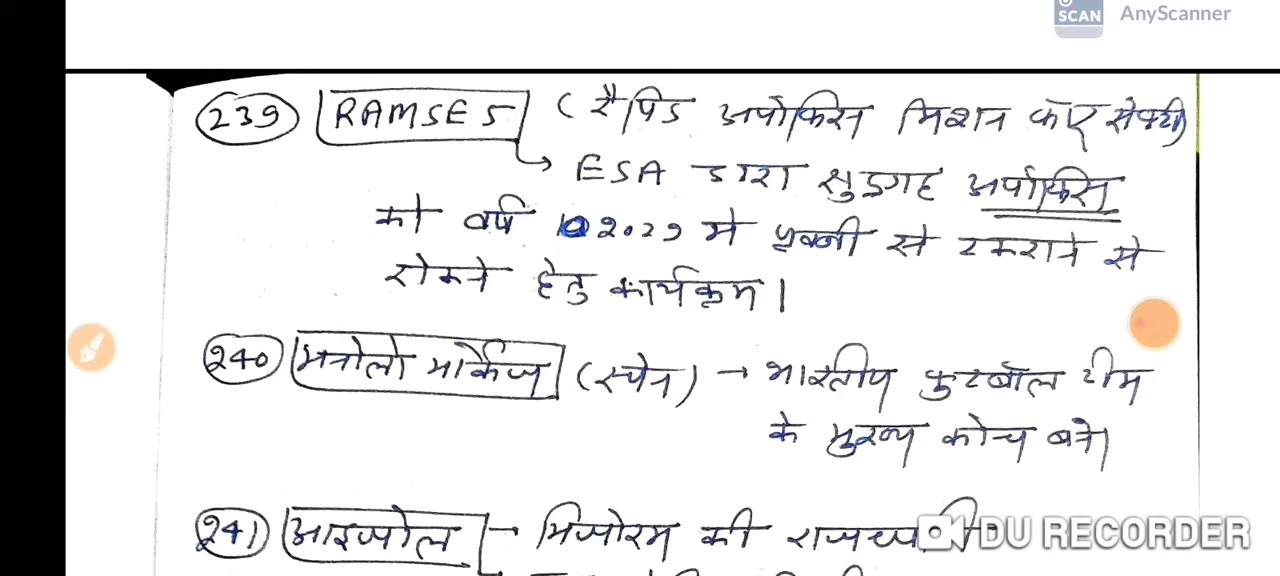 SCAN AnyScanner
239 RAMSES (रैपिड अपोफिस मिशन फॉर सेफ्टी)
→ ESA द्वारा क्षुद्रग्रह अपोफिस
को वर्ष 2029 मे पृथ्वी से टकराने से
रोकने हेतु कार्यक्रम।
240 मनोलो मार्केज (स्पेन) → भारतीय फुटबॉल टीम
के मुख्य कोच बने।
241 आइजोल → मिजोरम की राजधानी
DU RECORDER